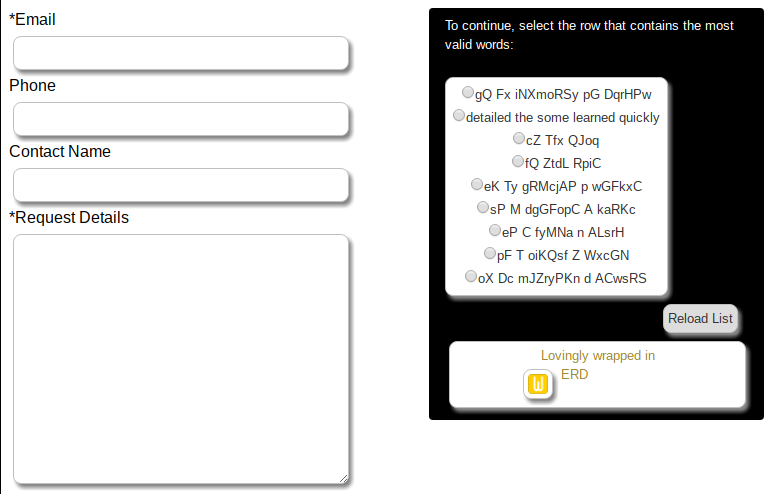 *Email
Phone
Contact Name
*Request Details
To continue, select the row that contains the most
valid words:
gQ Fx iNXmoRSy pG DqrHPw
detailed the some learned quickly
cZ Tfx QJoq
fQ ZtdL RpiC
eK Ty gRMcjAP p wGFkxC
sP M dgGFopC A kaRKc
eP C fyMNa n ALsrH
pF T oiKQsf Z WxcGN
oX Dc mJZryPKn d ACwsRS
Reload List
Lovingly wrapped in
ERD